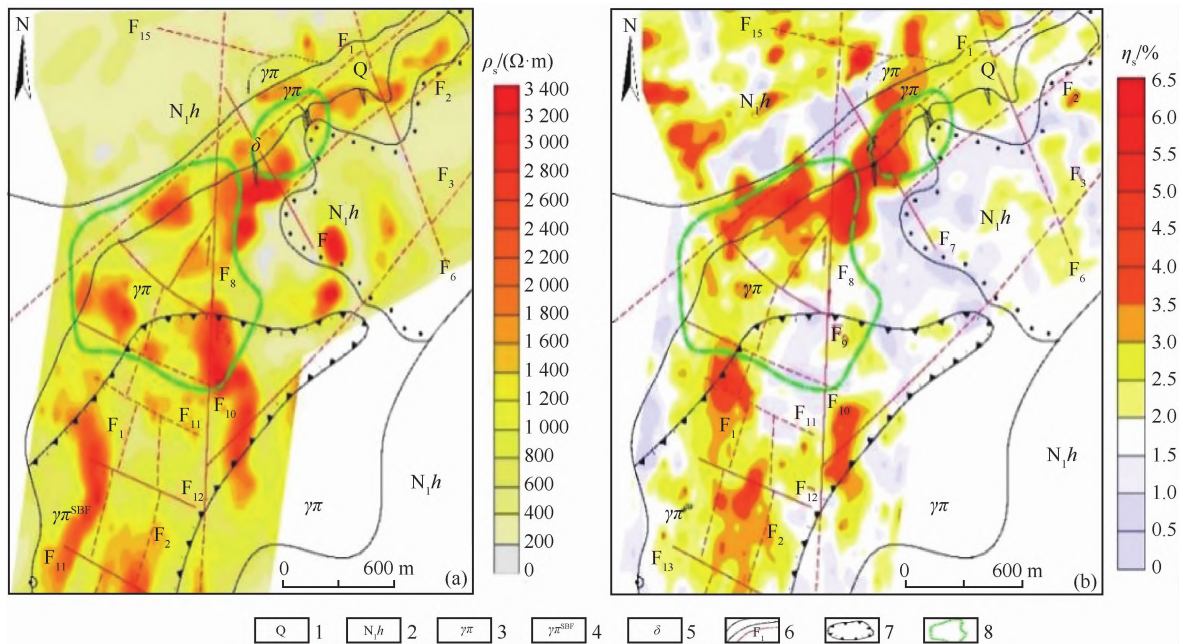 N
F₁₅
F₁
γπ
Q
γπ
F₂
N₁h
δ
F₃
N₁h
F
F₆
F₈
γπ
F₁₀
F₁
F₁₁
F₁₂
γπ^SBF
F₂
F₁₁
0 600 m
(a)
γπ
N₁h
ρₛ/(Ω·m)
3 400
3 200
3 000
2 800
2 600
2 400
2 200
2 000
1 800
1 600
1 400
1 200
1 000
800
600
400
200
0
N
F₁₅
F₁
γπ
Q
γπ
F₂
N₁h
F₃
N₁h
F₇
F₆
F₈
γπ
F₉
F₁₀
F₁
F₁₁
F₁₂
F₂
F₁₃
0 600 m
(b)
γπ
N₁h
ηₛ/%
6.5
6.0
5.5
5.0
4.5
4.0
3.5
3.0
2.5
2.0
1.5
1.0
0.5
0
Q 1 N₁h 2 γπ 3 γπ^SBF 4 δ 5 F₁ 6 7 8